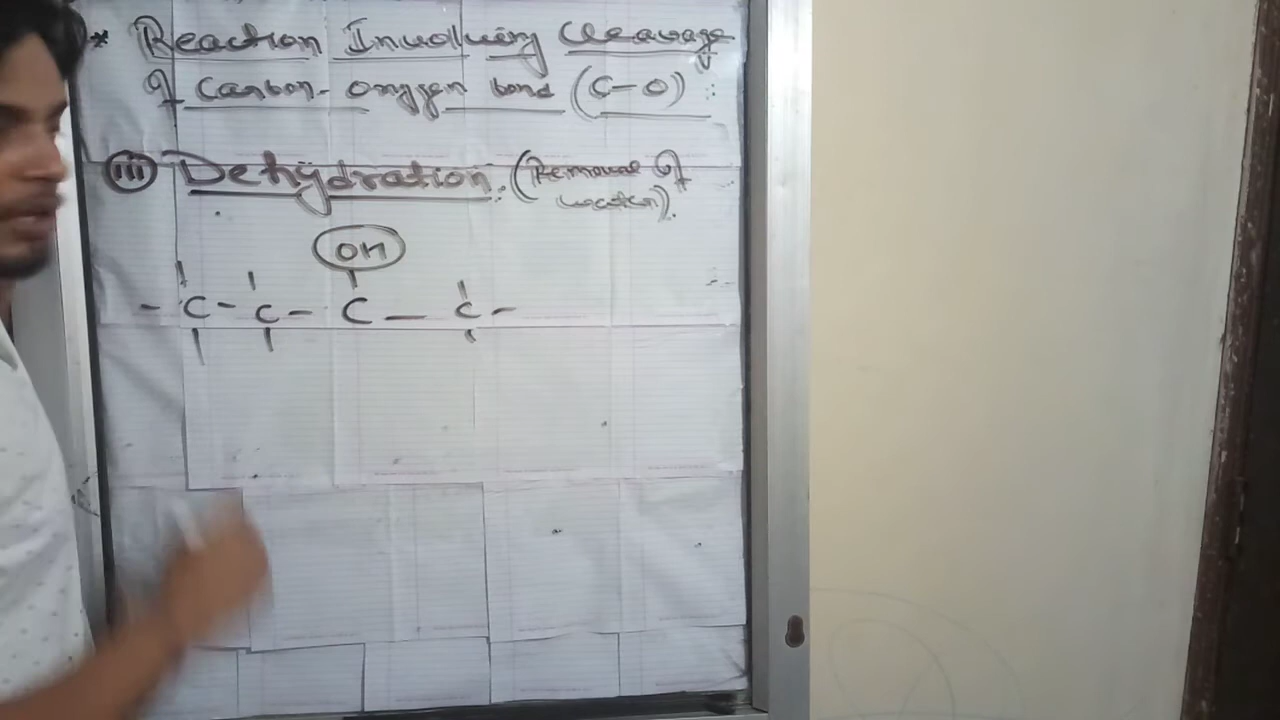 * Reaction Involving Cleavage
of Carbon-oxygen bond (C-O) :
(iii) Dehydration. (Removal of
water).
OH
- C - C - C - C -